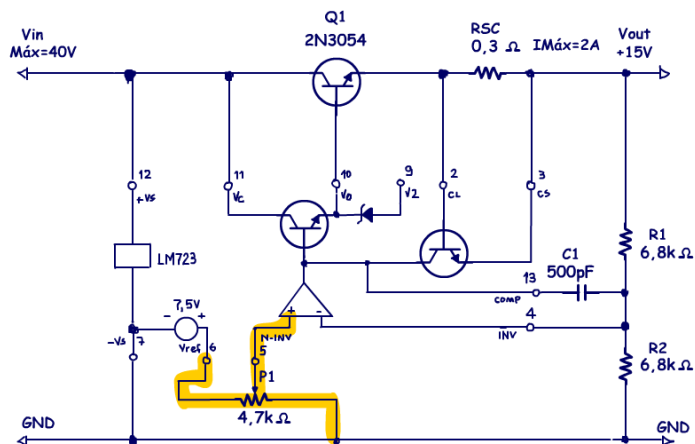 Q1
2N3054
Vin
Máx=40V
RSC
0,3 Ω
IMáx=2A
Vout
+15V
12
+VS
11
VC
10
VO
9
VZ
2
CL
3
CS
LM723
R1
6,8kΩ
C1
500pF
13
COMP
4
INV
7,5V
- +
Vref
6
-VS
7
+ -
N-INV
5
P1
4,7kΩ
R2
6,8kΩ
GND
GND